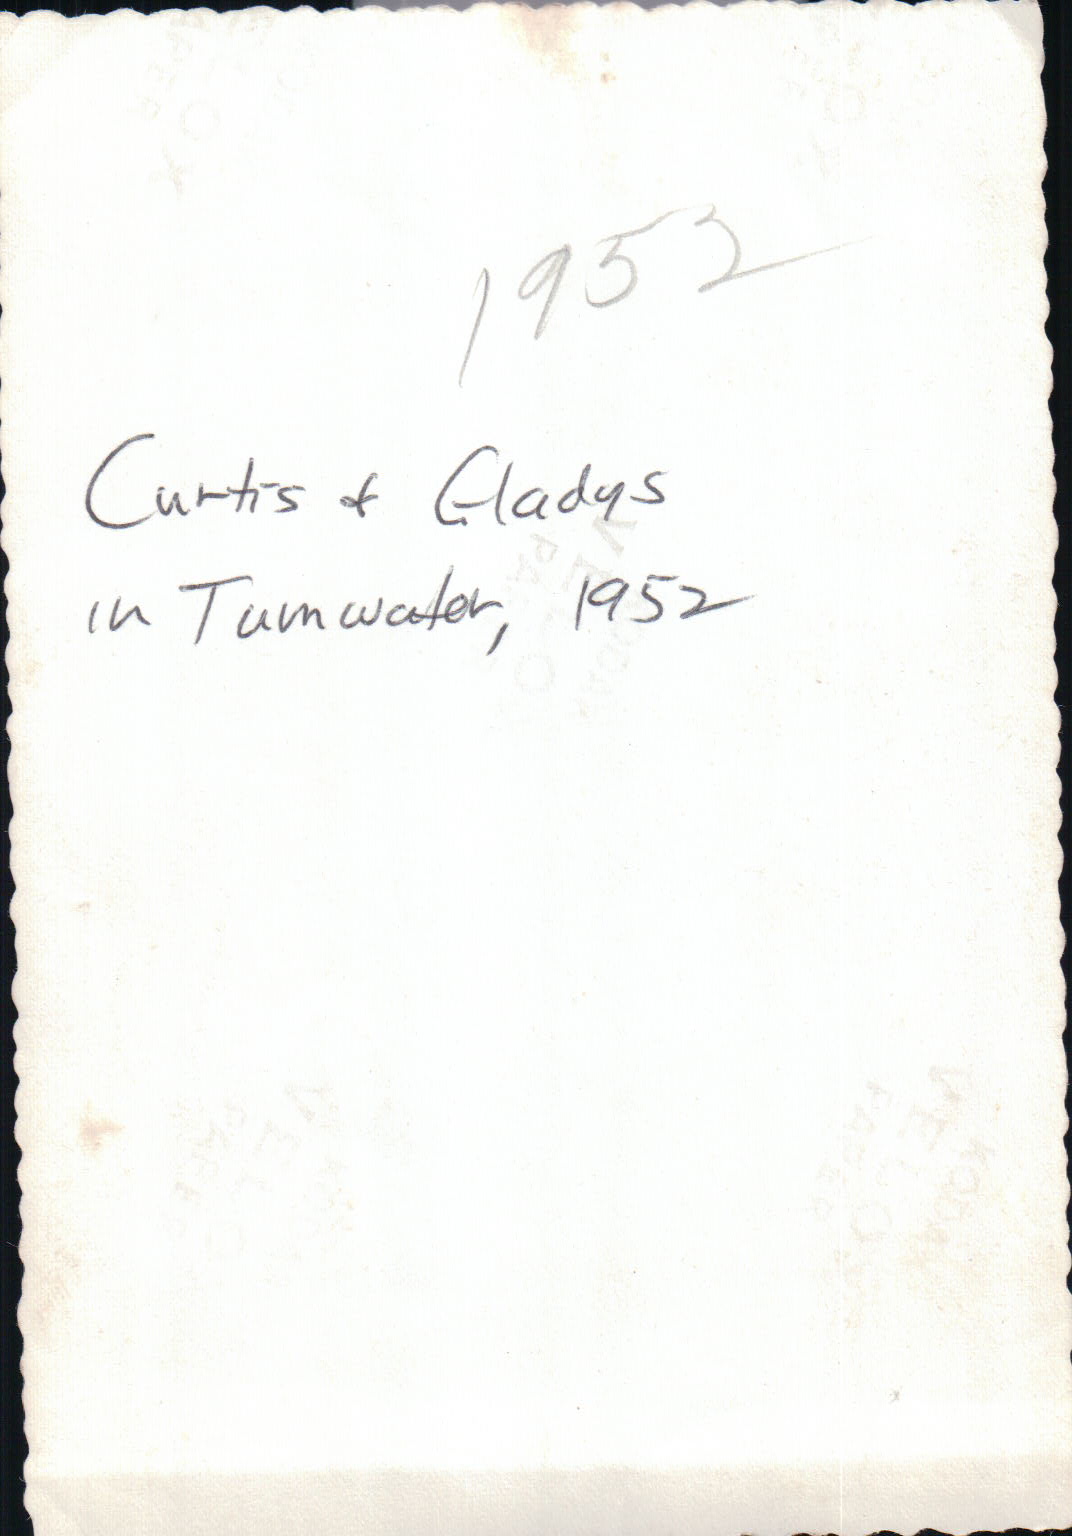 1952
Curtis & Gladys
in Tumwater, 1952